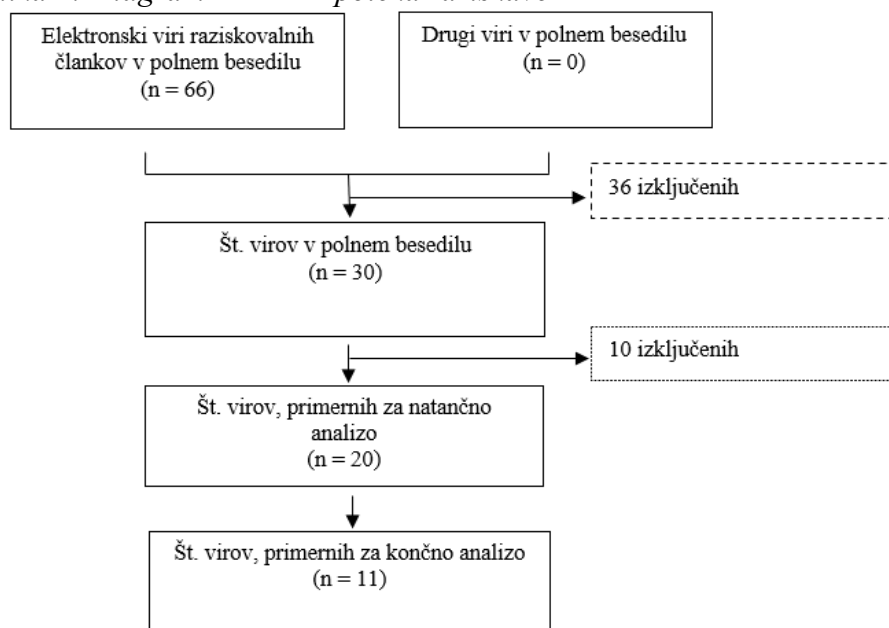 Elektronski viri raziskovalnih
člankov v polnem besedilu
(n = 66)
Drugi viri v polnem besedilu
(n = 0)
36 izključenih
Št. virov v polnem besedilu
(n = 30)
10 izključenih
Št. virov, primernih za natančno
analizo
(n = 20)
Št. virov, primernih za končno analizo
(n = 11)